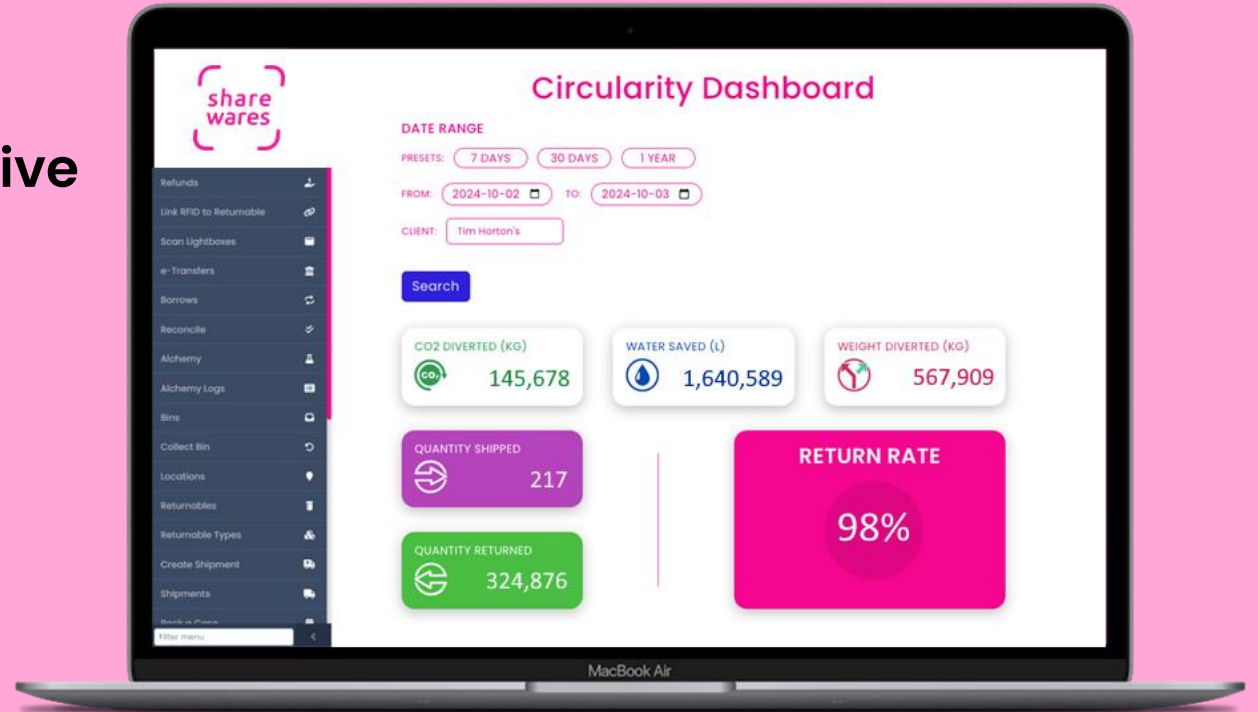 ive
share
wares
Circularity Dashboard
DATE RANGE
PRESETS: 7 DAYS 30 DAYS 1 YEAR
FROM: 2024-10-02 TO: 2024-10-03
CLIENT: Tim Horton's
Search
Refunds
Link RFID to Returnable
Scan Lightboxes
e-Transfers
Borrows
Reconcile
Alchemy
Alchemy Logs
Bins
Collect Bin
Locations
Returnables
Returnable Types
Create Shipment
Shipments
Filter menu
CO2 DIVERTED (KG)
CO₂
145,678
WATER SAVED (L)
1,640,589
WEIGHT DIVERTED (KG)
567,909
QUANTITY SHIPPED
217
QUANTITY RETURNED
324,876
RETURN RATE
98%
MacBook Air